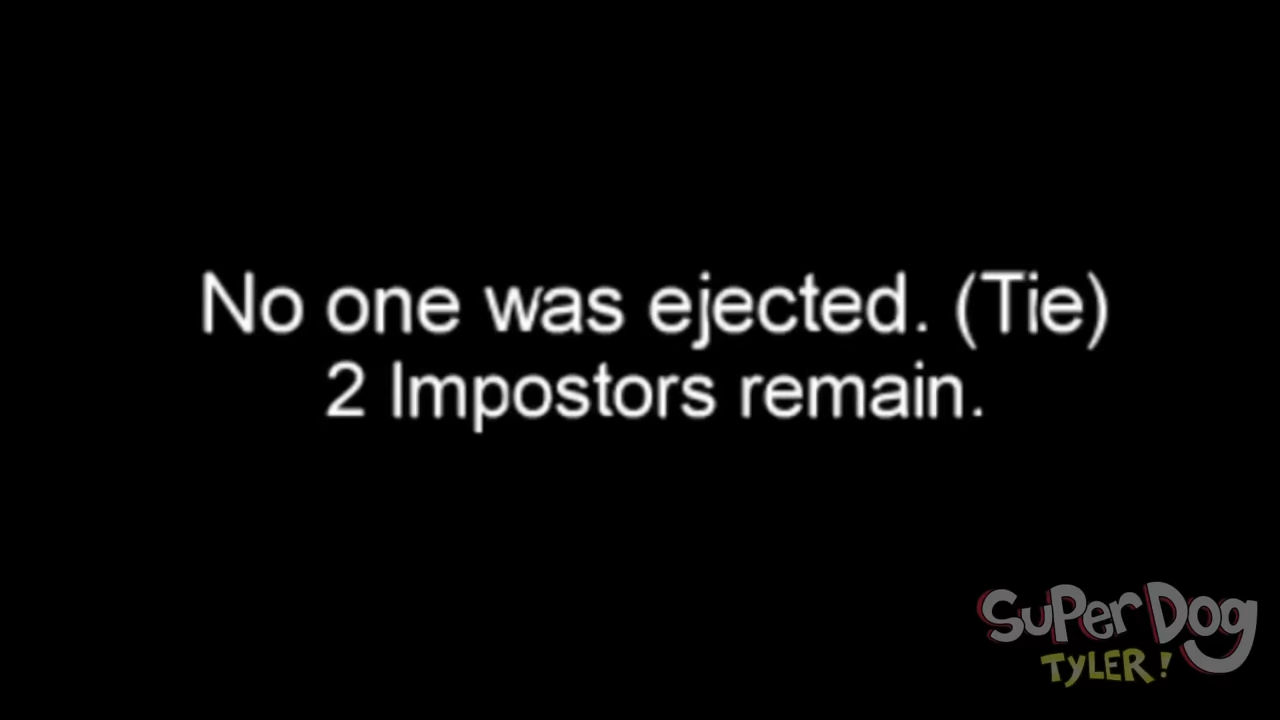 No one was ejected. (Tie)
2 Impostors remain.
SuPer Dog
TYLER!